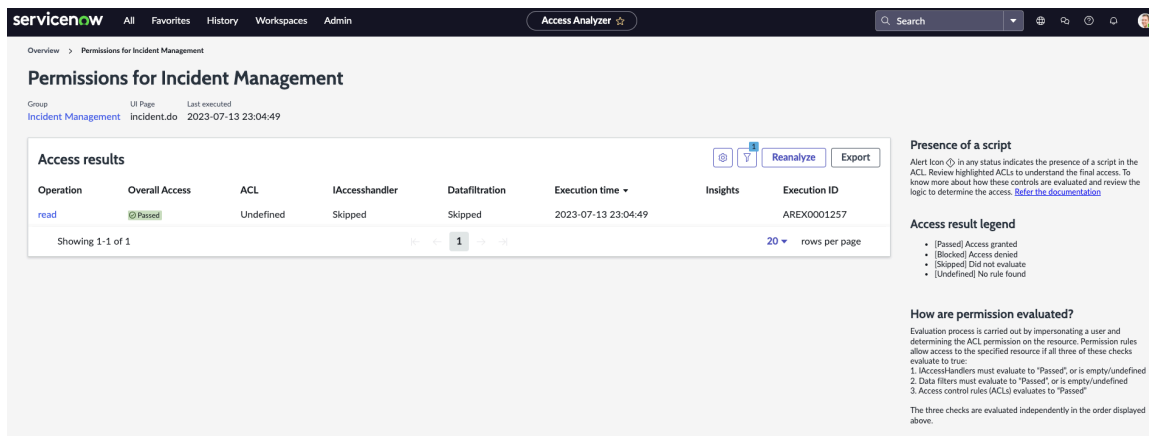 servicenow All Favorites History Workspaces Admin Access Analyzer Search
Overview > Permissions for Incident Management
Permissions for Incident Management
Group UI Page Last executed
Incident Management incident.do 2023-07-13 23:04:49
Access results 1 Reanalyze Export
Operation Overall Access ACL IAccesshandler Datafiltration Execution time Insights Execution ID
read Passed Undefined Skipped Skipped 2023-07-13 23:04:49 AREX0001257
Showing 1-1 of 1 1 20 rows per page
Presence of a script
Alert Icon in any status indicates the presence of a script in the
ACL. Review highlighted ACLs to understand the final access. To
know more about how these controls are evaluated and review the
logic to determine the access. Refer the documentation
Access result legend
• [Passed] Access granted
• [Blocked] Access denied
• [Skipped] Did not evaluate
• [Undefined] No rule found
How are permission evaluated?
Evaluation process is carried out by impersonating a user and
determining the ACL permission on the resource. Permission rules
allow access to the specified resource if all three of these checks
evaluate to true:
1. IAccessHandlers must evaluate to "Passed", or is empty/undefined
2. Data filters must evaluate to "Passed", or is empty/undefined
3. Access control rules (ACLs) evaluates to "Passed"
The three checks are evaluated independently in the order displayed
above.